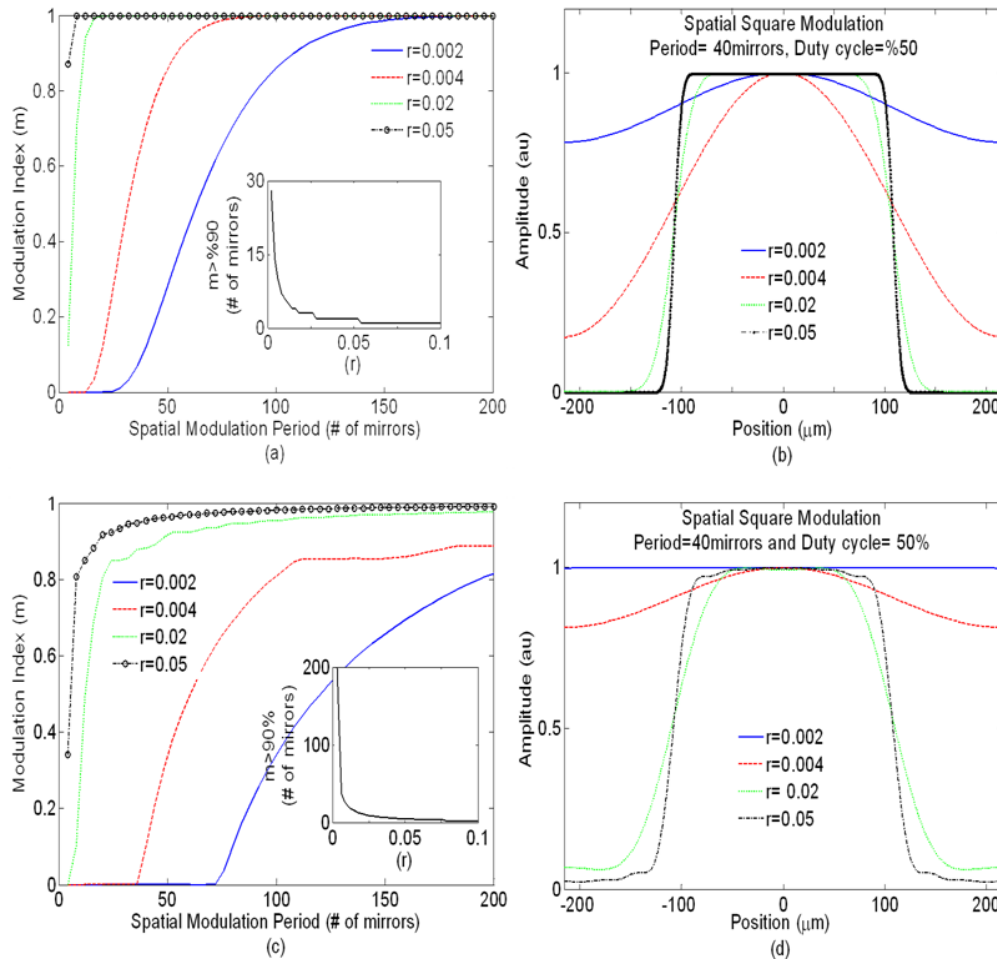 1
0.8
0.6
0.4
0.2
0
Modulation Index (m)
r=0.002
r=0.004
r=0.02
r=0.05
30
15
0
m>%90
(# of mirrors)
0 0.05 0.1
(r)
0 50 100 150 200
Spatial Modulation Period (# of mirrors)
(a)
Spatial Square Modulation
Period= 40mirrors, Duty cycle=%50
1
0.5
0
Amplitude (au)
r=0.002
r=0.004
r=0.02
r=0.05
-200 -100 0 100 200
Position (μm)
(b)
1
0.8
0.6
0.4
0.2
0
Modulation Index (m)
r=0.002
r=0.004
r=0.02
r=0.05
200
100
0
m>90%
(# of mirrors)
0 0.05 0.1
(r)
0 50 100 150 200
Spatial Modulation Period (# of mirrors)
(c)
Spatial Square Modulation
Period=40mirrors and Duty cycle= 50%
1
0.5
0
Amplitude (au)
r=0.002
r=0.004
r= 0.02
r=0.05
-200 -100 0 100 200
Position (μm)
(d)